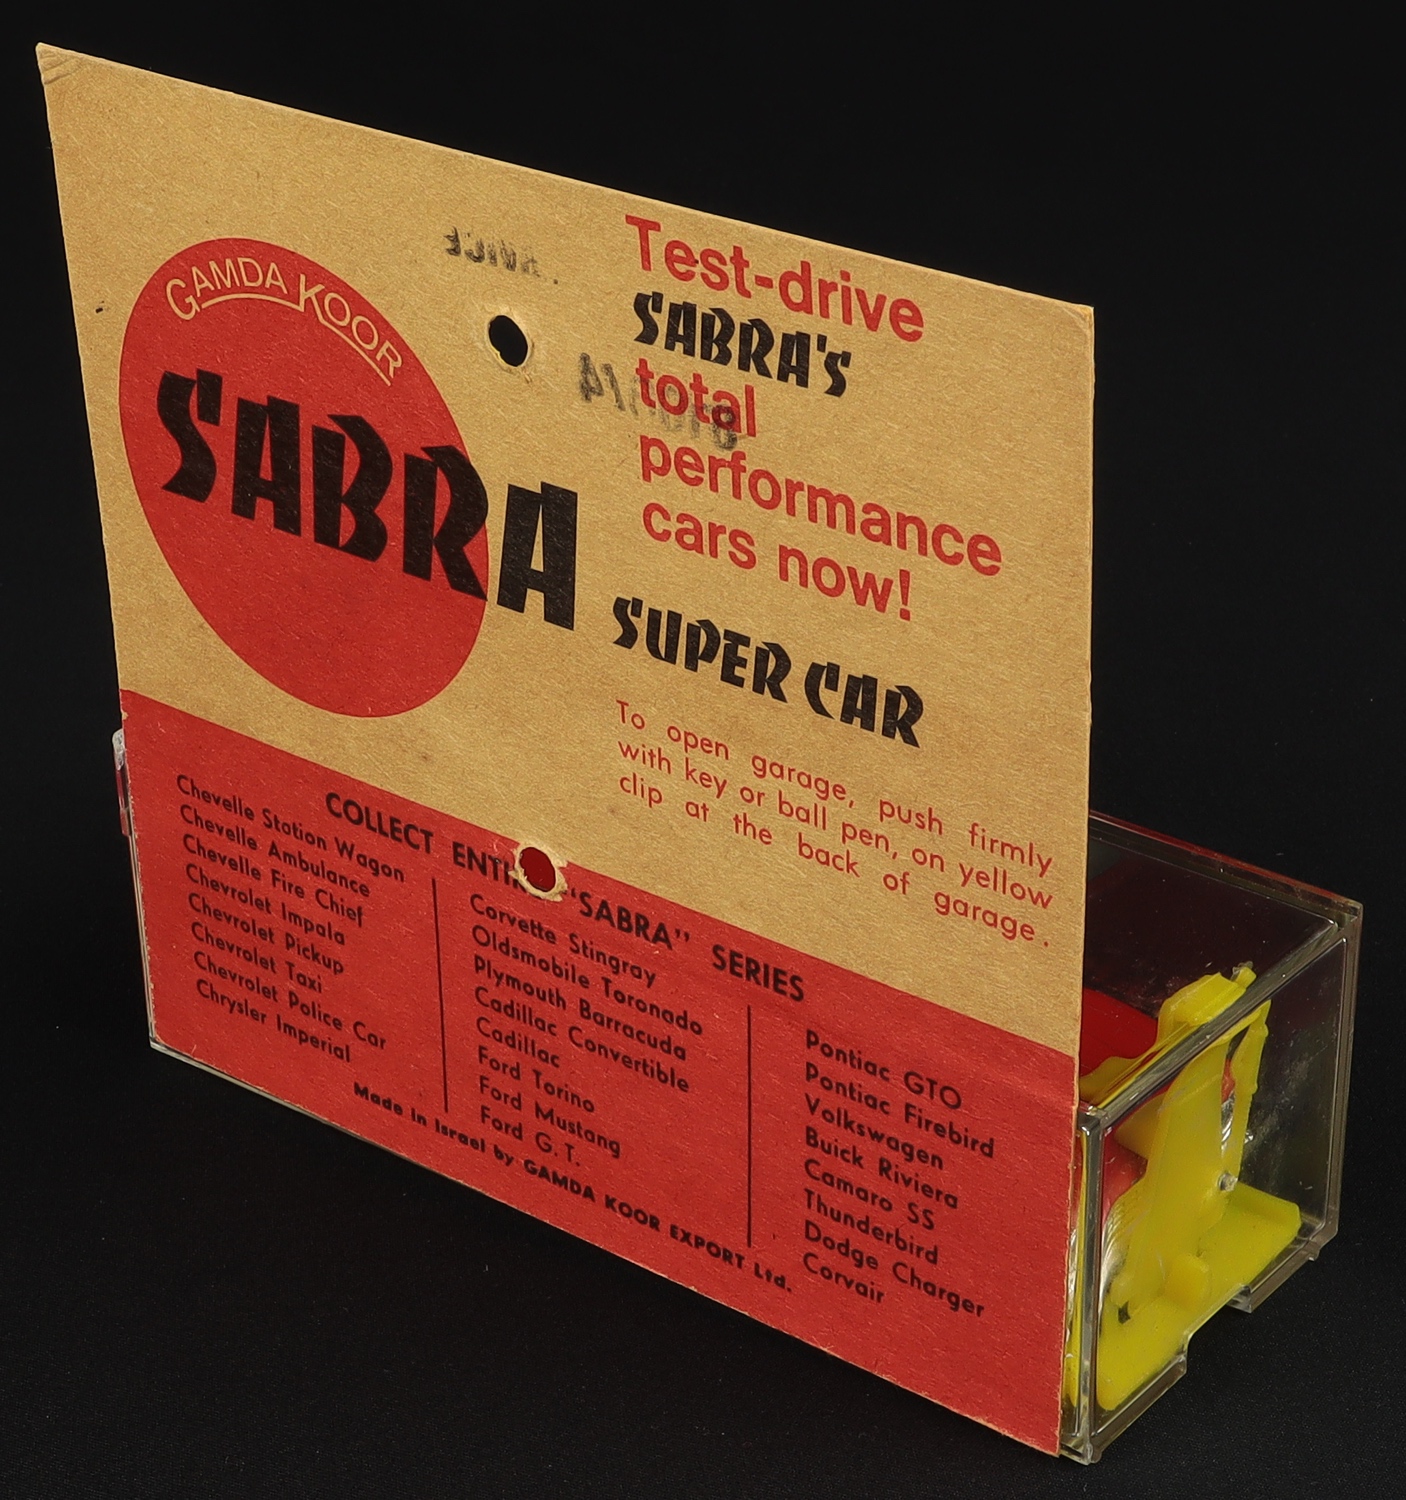 GAMDA KOOR
SABRA
Test-drive
SABRA'S
total
performance
cars now!
SUPER CAR
To open garage, push firmly
with key or ball pen, on yellow
clip at the back of garage.
COLLECT "SABRA" SERIES
Chevelle Station Wagon
Chevelle Ambulance
Chevelle Fire Chief
Chevrolet Impala
Chevrolet Pickup
Chevrolet Taxi
Chevrolet Police Car
Chrysler Imperial
Corvette Stingray
Oldsmobile Toronado
Plymouth Barracuda
Cadillac Convertible
Cadillac
Ford Torino
Ford Mustang
Ford G.T.
Pontiac GTO
Pontiac Firebird
Volkswagen
Buick Riviera
Camaro SS
Thunderbird
Dodge Charger
Corvair
Made in Israel by GAMDA KOOR EXPORT Ltd.